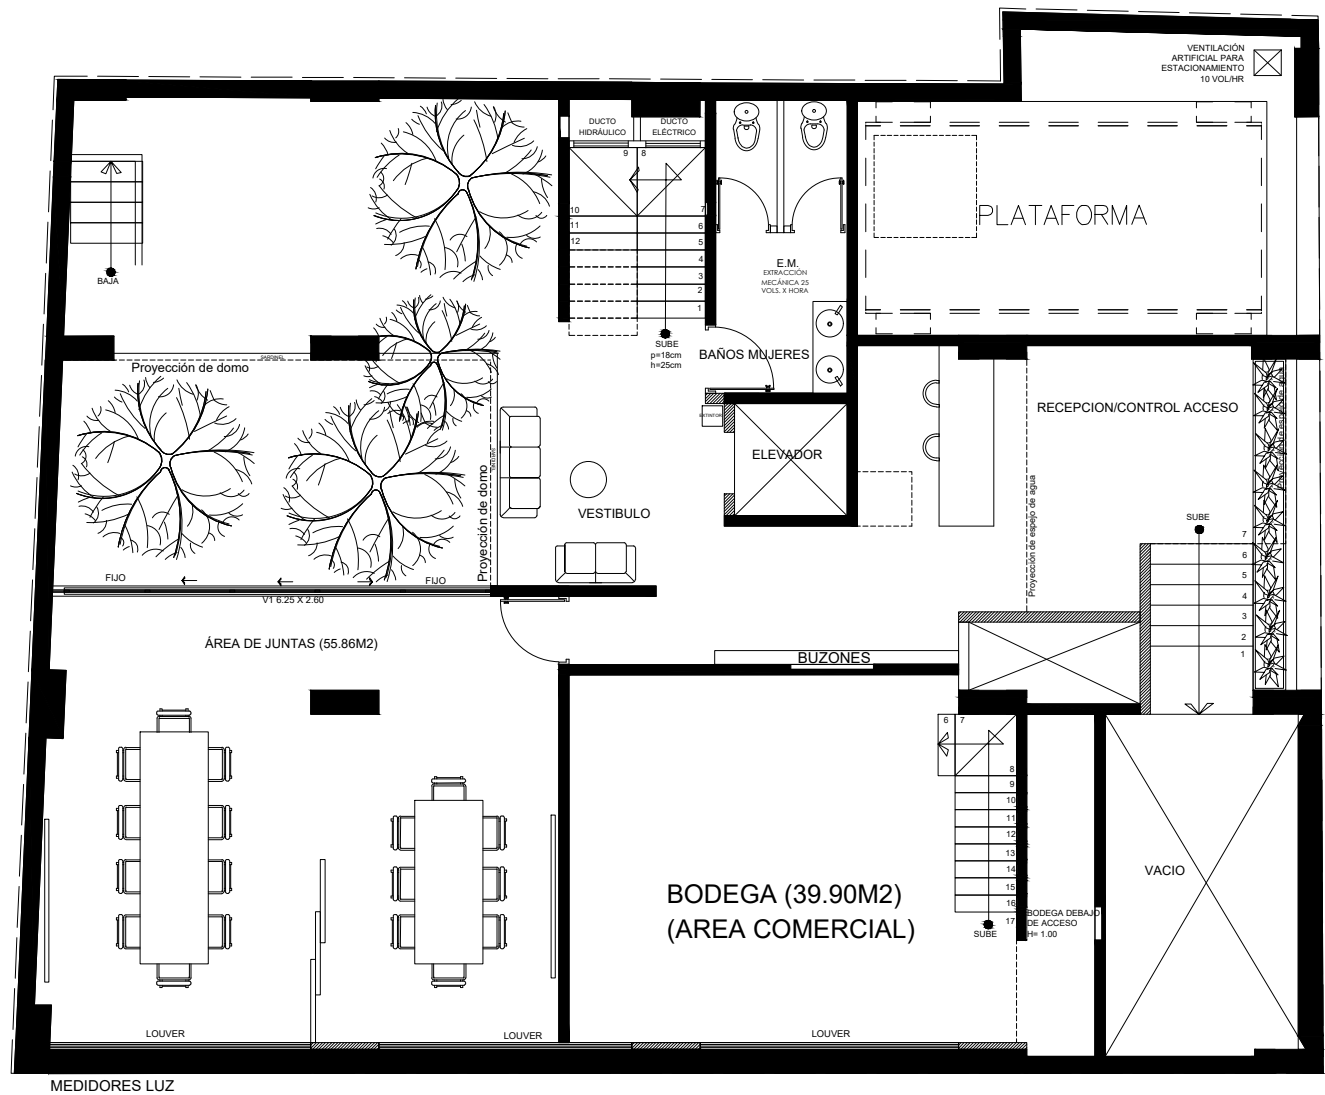 VENTILACIÓN
ARTIFICIAL PARA
ESTACIONAMIENTO
10 VOL/HR
DUCTO
HIDRÁULICO
DUCTO
ELÉCTRICO
9
8
10
11
12
7
6
5
4
3
2
1
SUBE
p=18cm
h=25cm
BAJA
PLATAFORMA
E.M.
EXTRACCIÓN
MECÁNICA 25
VOLS. X HORA
BAÑOS MUJERES
SARDINEL
Proyección de domo
EXTINTOR
ELEVADOR
RECEPCION/CONTROL ACCESO
Proyección de domo
VESTIBULO
Proyección de espejo de agua
SUBE
7
6
5
4
3
2
1
FIJO
FIJO
V1 6.25 X 2.60
ÁREA DE JUNTAS (55.86M2)
BUZONES
6
7
8
9
10
11
12
13
14
15
16
17
SUBE
BODEGA DEBAJO
DE ACCESO
H= 1.00
VACIO
BODEGA (39.90M2)
(AREA COMERCIAL)
LOUVER
LOUVER
LOUVER
MEDIDORES LUZ